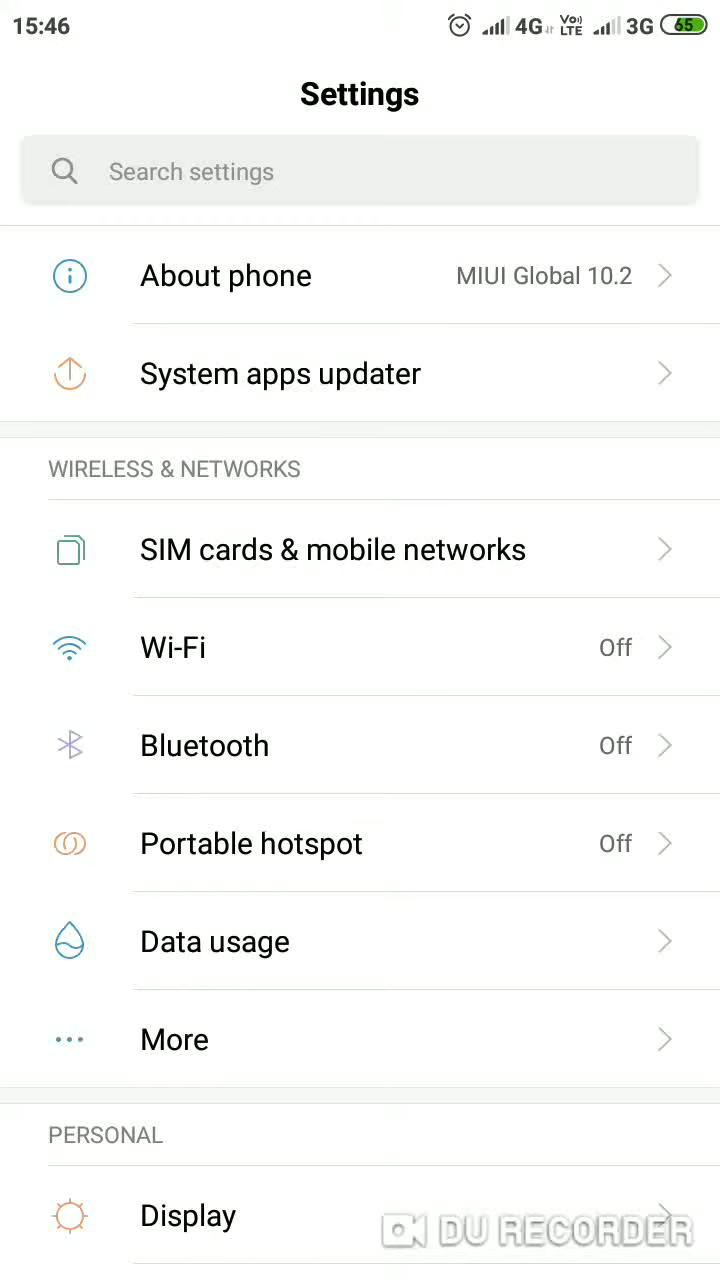 15:46 4G VoLTE 3G 65
Settings
Search settings
About phone MIUI Global 10.2
System apps updater
WIRELESS & NETWORKS
SIM cards & mobile networks
Wi-Fi Off
Bluetooth Off
Portable hotspot Off
Data usage
More
PERSONAL
Display
DU RECORDER